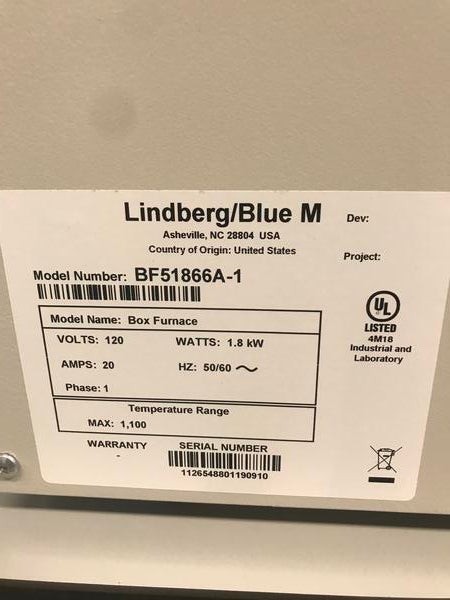 Lindberg/Blue M
Dev:
Asheville, NC 28804 USA
Country of Origin: United States
Project:
Model Number: BF51866A-1
UL
LISTED
4M18
Industrial and
Laboratory
Model Name: Box Furnace
VOLTS: 120 WATTS: 1.8 kW
AMPS: 20 HZ: 50/60 ~
Phase: 1
Temperature Range
MAX: 1,100
WARRANTY SERIAL NUMBER
-
1126548801190910